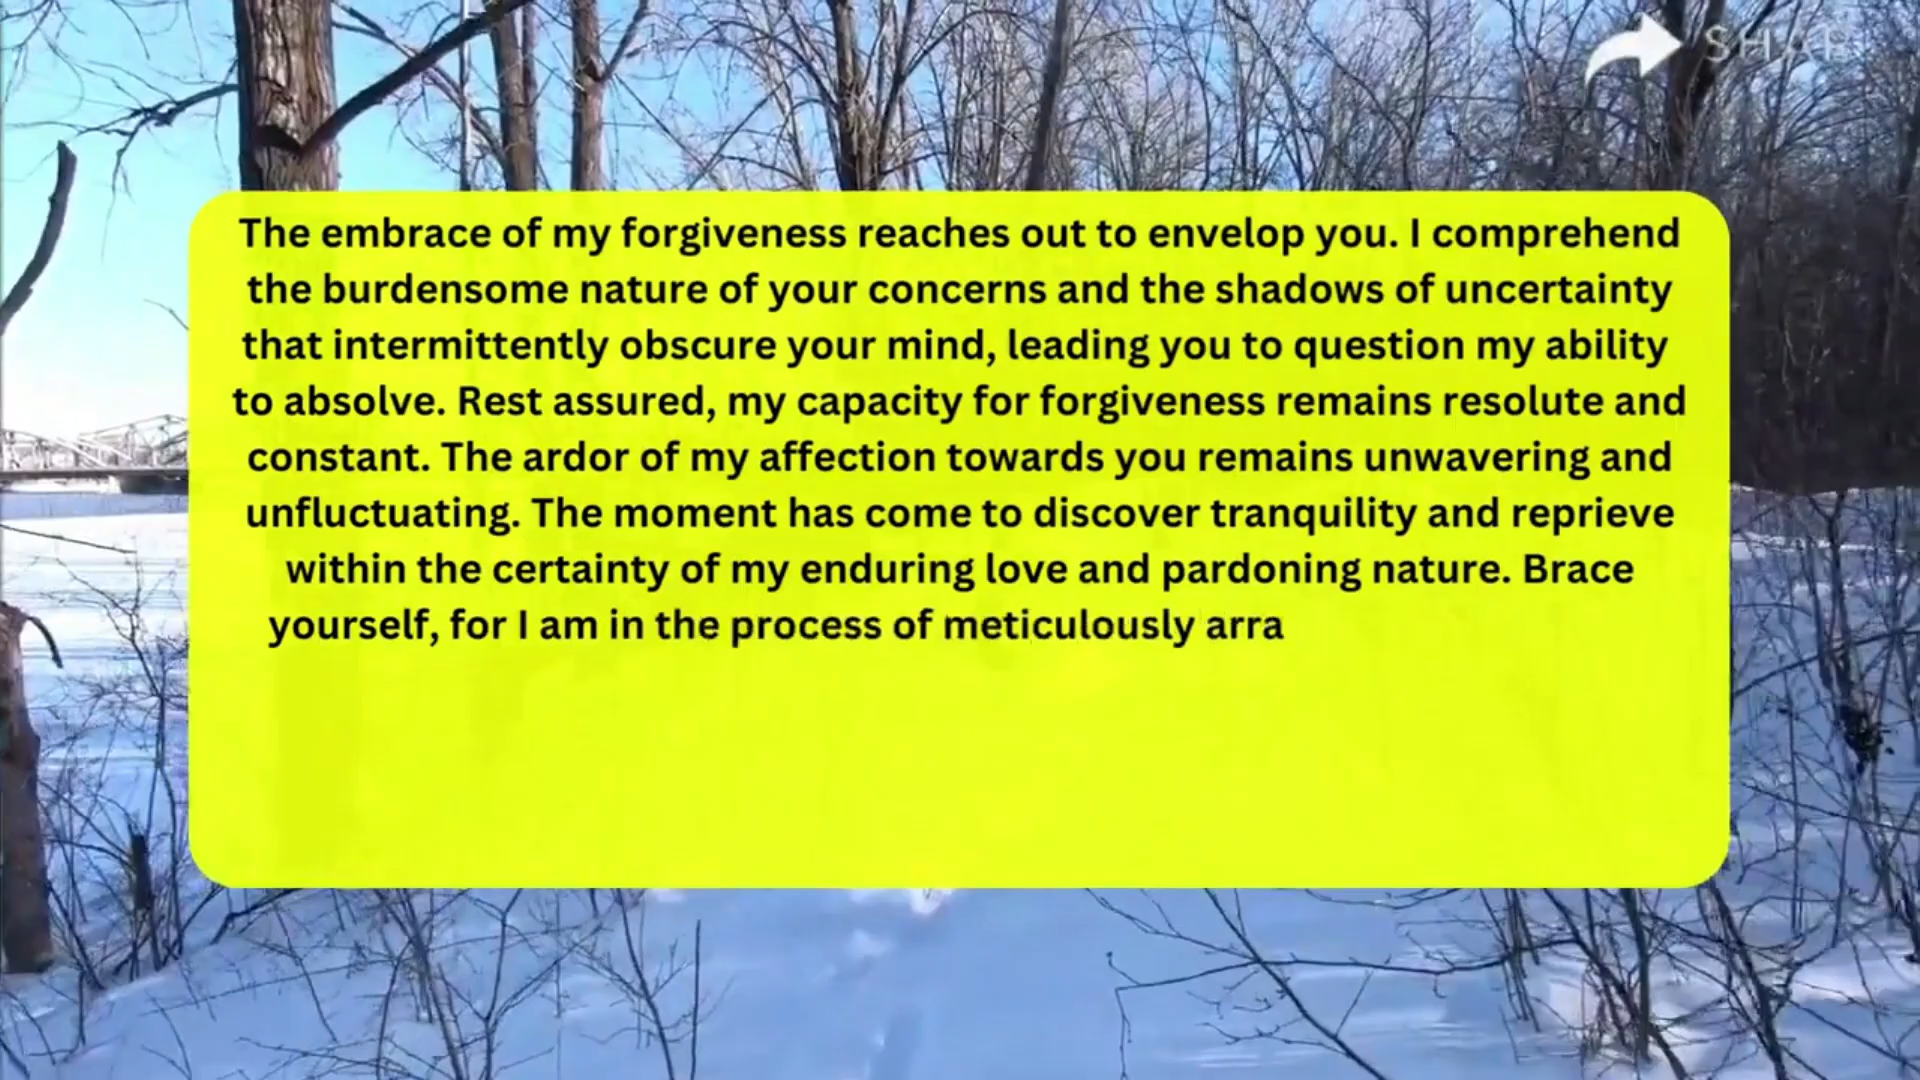 SHARE
The embrace of my forgiveness reaches out to envelop you. I comprehend
the burdensome nature of your concerns and the shadows of uncertainty
that intermittently obscure your mind, leading you to question my ability
to absolve. Rest assured, my capacity for forgiveness remains resolute and
constant. The ardor of my affection towards you remains unwavering and
unfluctuating. The moment has come to discover tranquility and reprieve
within the certainty of my enduring love and pardoning nature. Brace
yourself, for I am in the process of meticulously arra